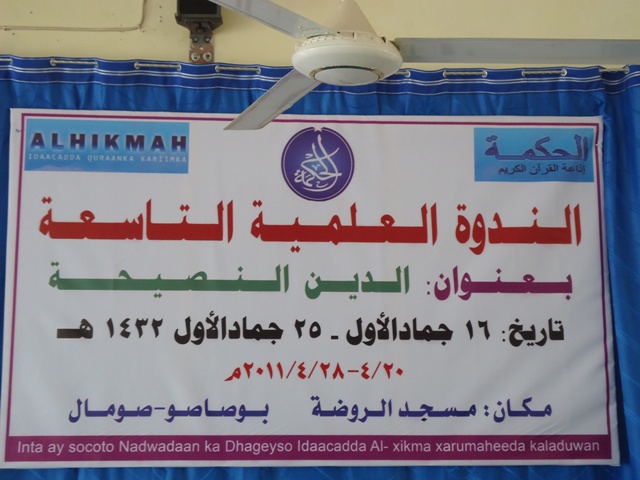 ALHIKMAH
IDAACADDA QURAANKA KARIIMKA
الحكمة
الحكمة
إذاعة القرآن الكريم
الندوة العلمية التاسعة
بعنوان: الدين النصيحة
تاريخ: ١٦ جمادالأول - ٢٥ جمادالأول ١٤٣٢ هـ
٤/٢٠-٢٠١١/٤/٢٨م
مكان: مسجد الروضة بوصاصو-صومال
Inta ay socoto Nadwadaan ka Dhageyso Idaacadda Al- xikma xarumaheeda kaladuwan